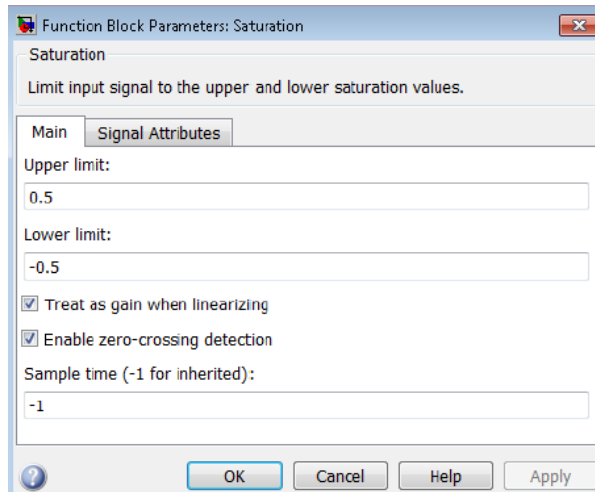 Function Block Parameters: Saturation
Saturation
Limit input signal to the upper and lower saturation values.
Main Signal Attributes
Upper limit:
0.5
Lower limit:
-0.5
Treat as gain when linearizing
Enable zero-crossing detection
Sample time (-1 for inherited):
-1
OK Cancel Help Apply